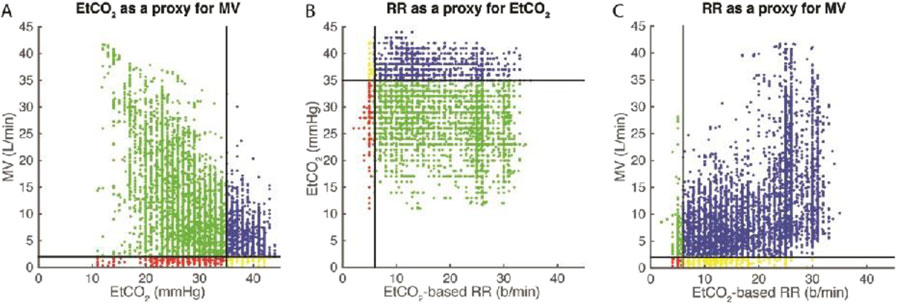 A EtCO₂ as a proxy for MV
45
40
35
30
25
20
15
10
5
0
MV (L/min)
0 10 20 30 40
EtCO₂ (mmHg)
B RR as a proxy for EtCO₂
45
40
35
30
25
20
15
10
5
0
EtCO₂ (mmHg)
0 10 20 30 40
EtCO₂-based RR (b/min)
C RR as a proxy for MV
45
40
35
30
25
20
15
10
5
0
MV (L/min)
0 10 20 30 40
EtCO₂-based RR (b/min)